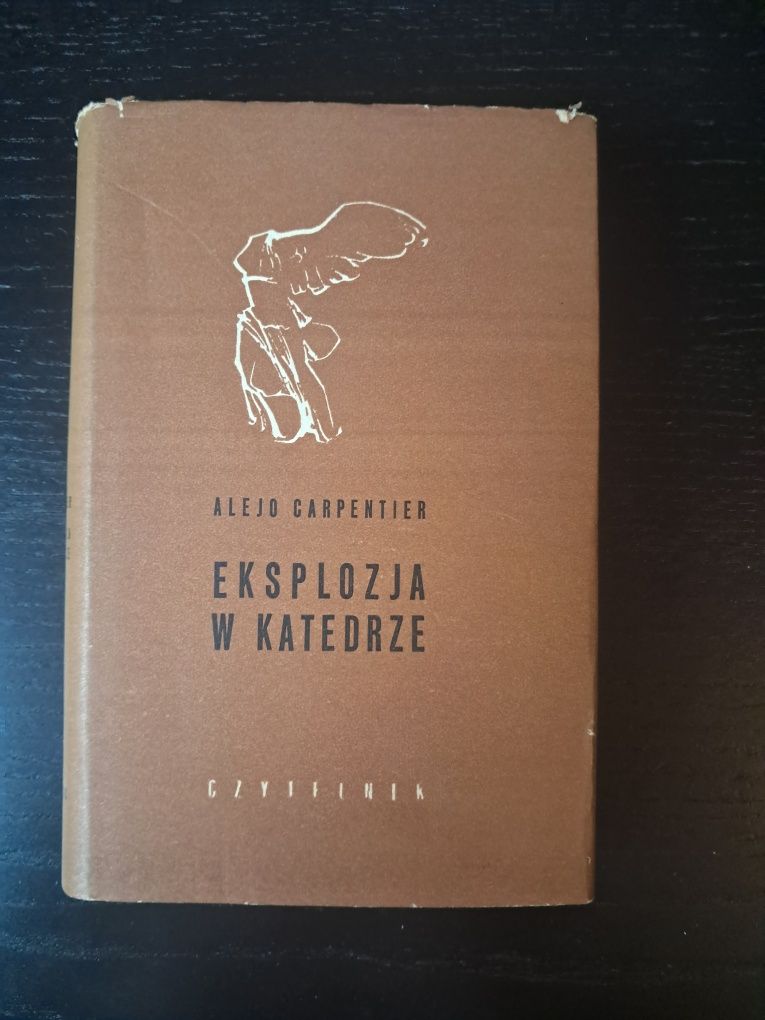 ALEJO CARPENTIER
EKSPLOZJA
W KATEDRZE
CZYTELNIK